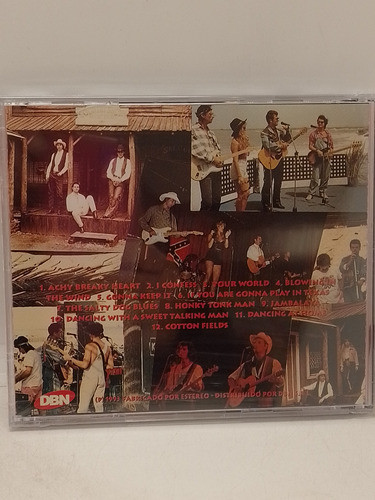 1. ACHY BREAKY HEART 2. I CONFESS 3. YOUR WORLD 4. BLOWING IN
THE WIND 5. GONNA KEEP IT 6. IF YOU ARE GONNA PLAY IN TEXAS
7. THE SALTY DOG BLUES 8. HONKY TONK MAN 9. JAMBALAYA
10. DANCING WITH A SWEET TALKING MAN 11. DANCING AT
12. COTTON FIELDS
DBN
FABRICADO POR ESTEREO - DISTRIBUIDO POR